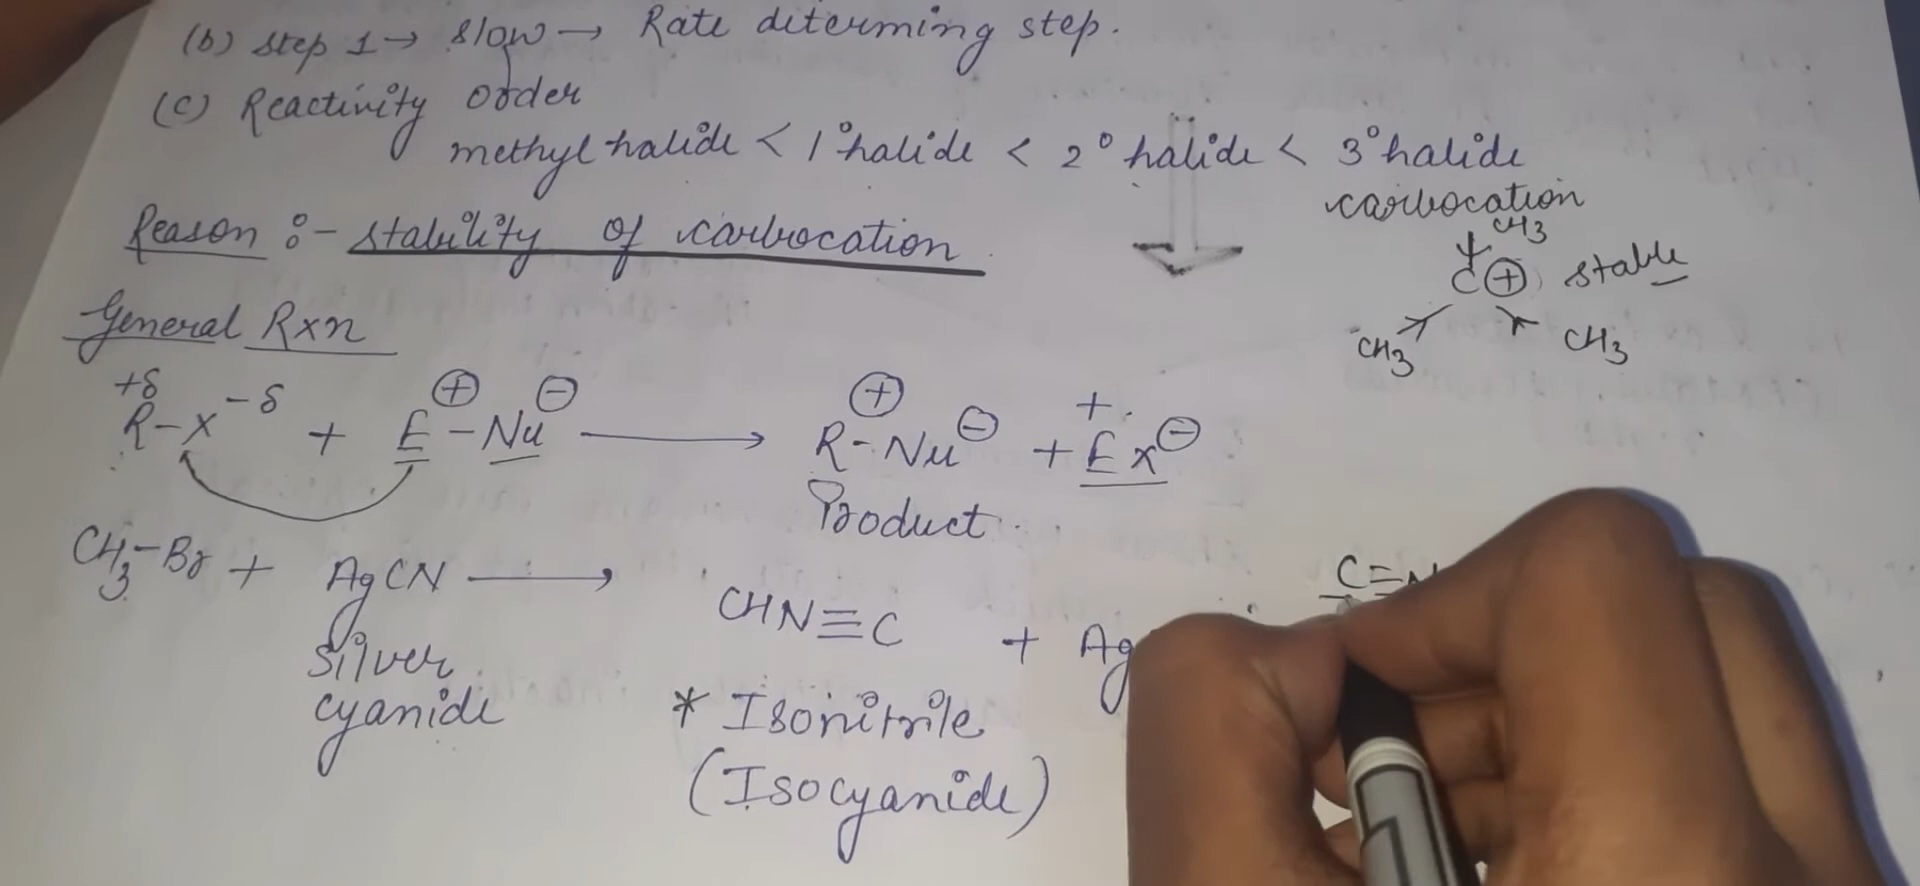 (b) step 1 → slow → Rate determing step.
(c) Reactivity order
methyl halide < 1° halide < 2° halide < 3° halide
carbocation
Reason :- stability of carbocation
CH3
C⊕ stable
CH3 CH3
General Rxn
+δ -δ ⊕ ⊖ ⊕ ⊖ + ⊖
R-X + E-Nu → R-Nu + EX
Product
CH3-Br + AgCN → CHN≡C + Ag
C≡N
Silver
cyanide
* Isonitrile
(Isocyanide)